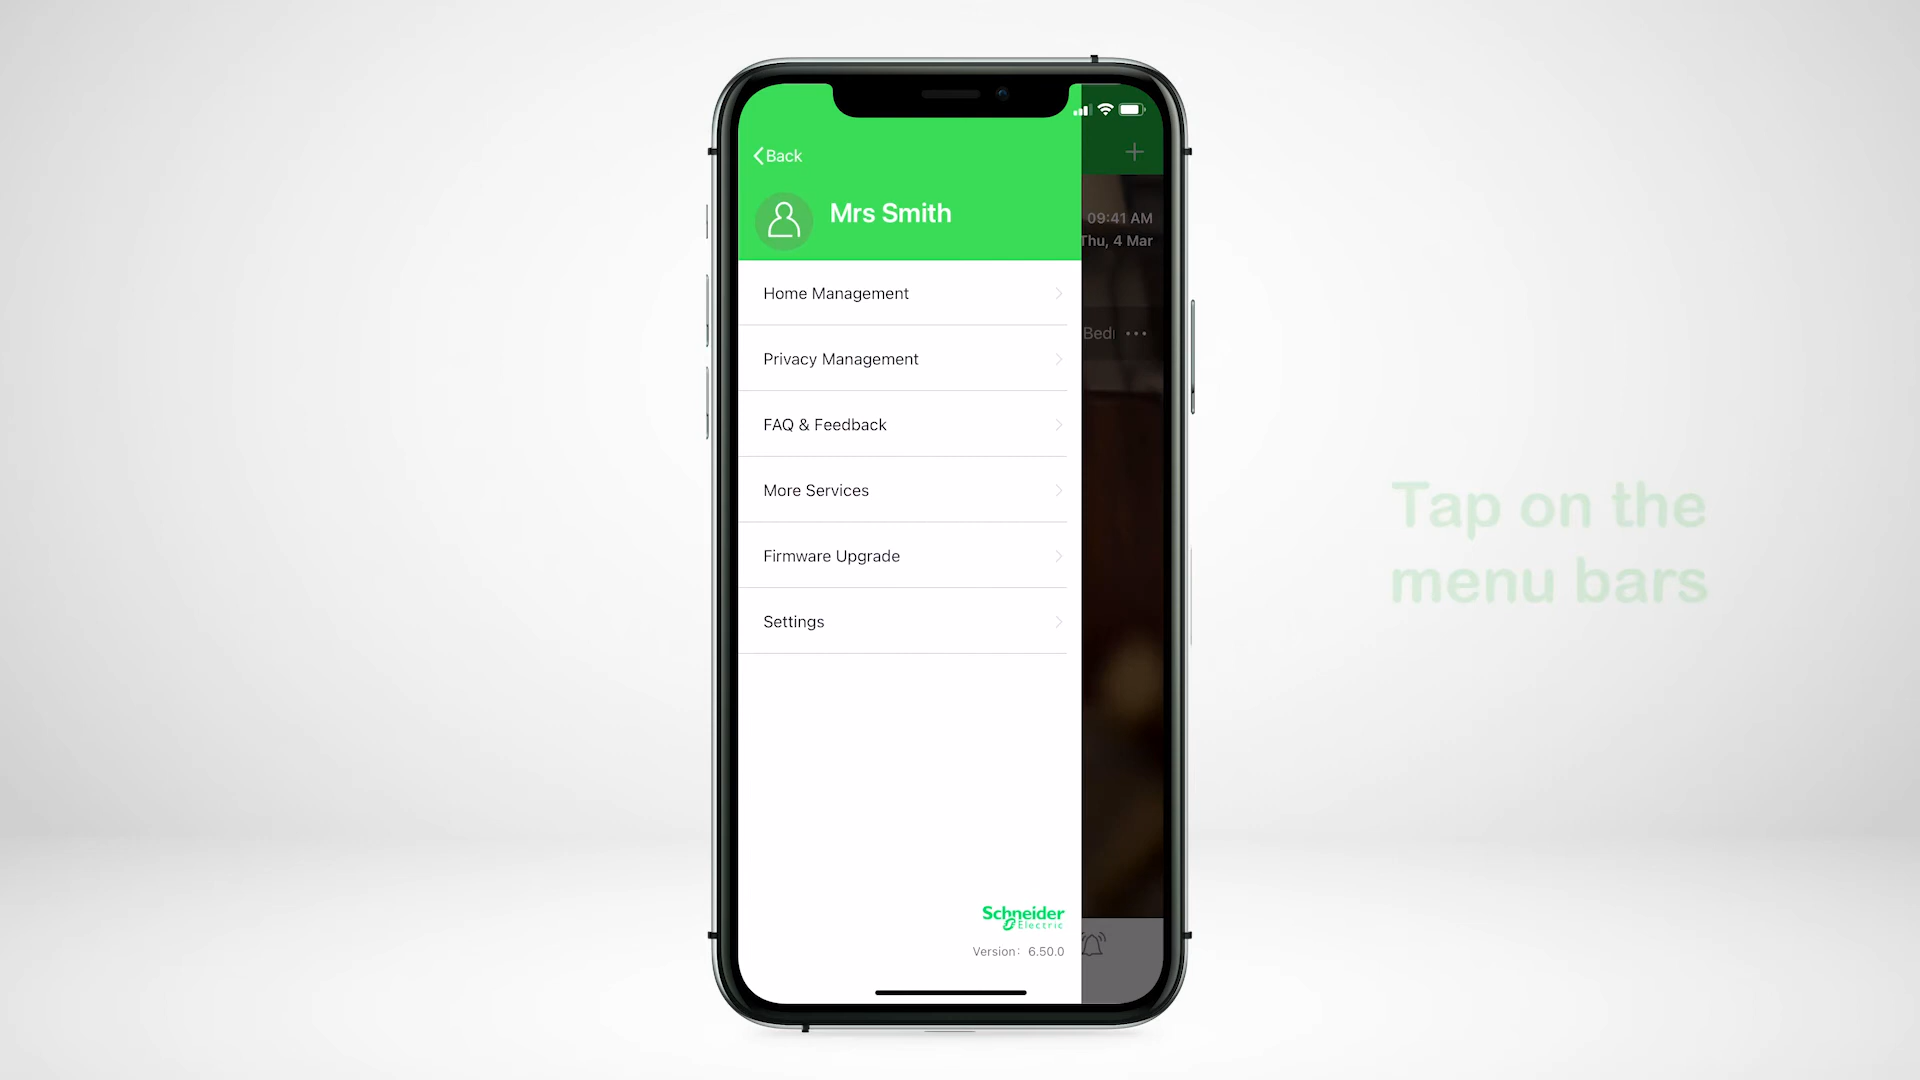 Back
Mrs Smith
09:41 AM
Thu, 4 Mar
Home Management
Bed
Privacy Management
FAQ & Feedback
More Services
Firmware Upgrade
Settings
Schneider
Electric
Version: 6.50.0
Tap on the
menu bars